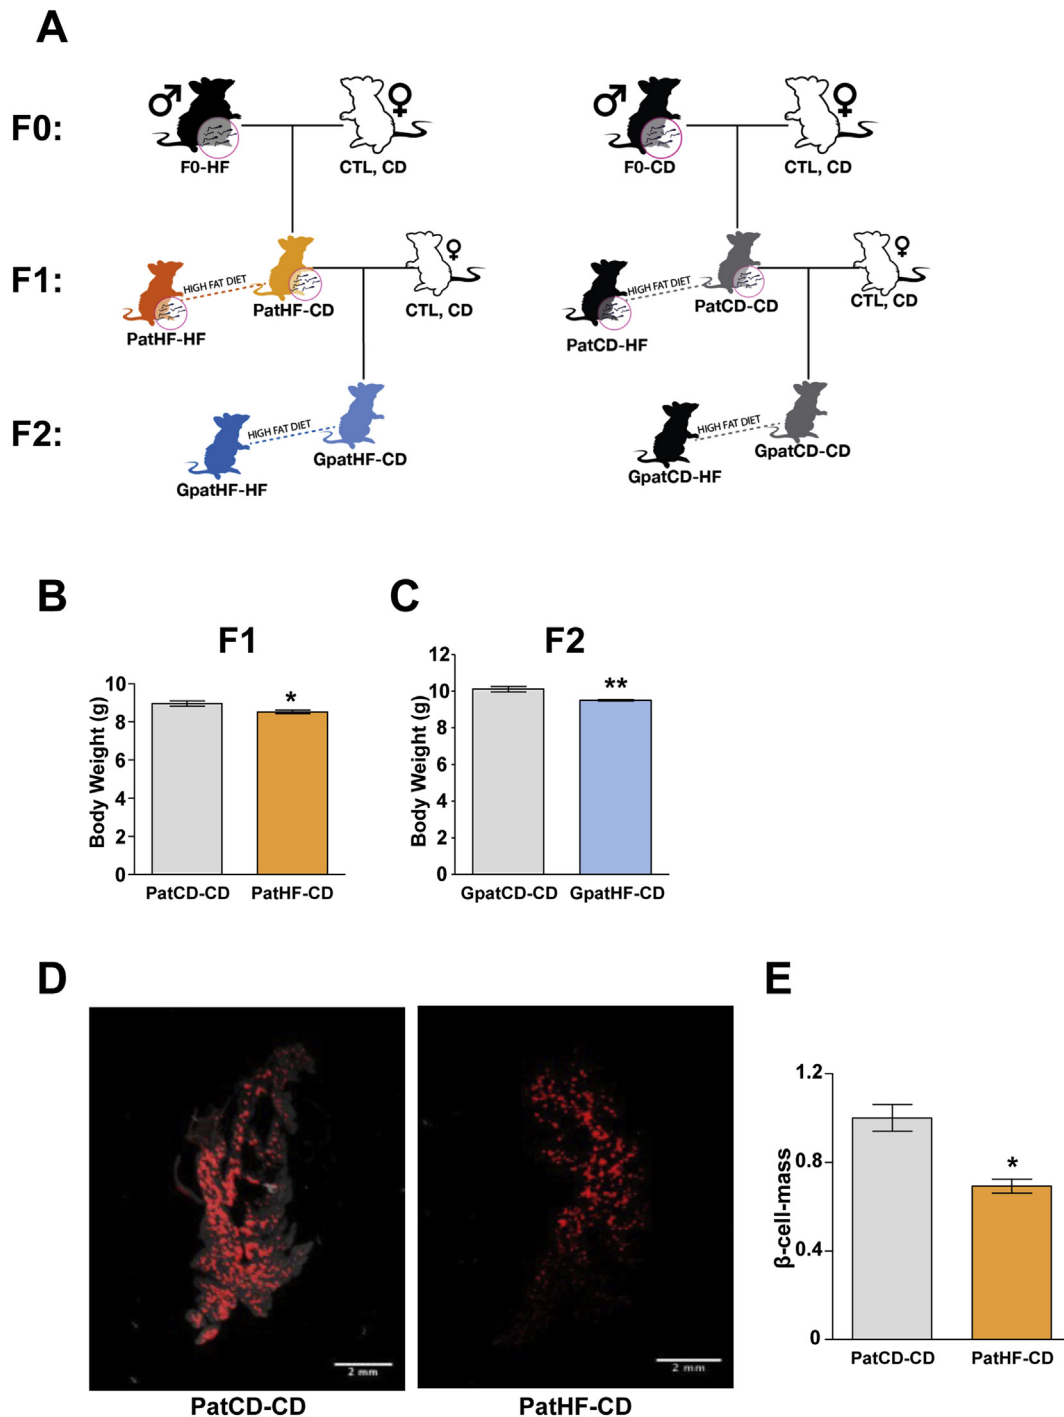 A
F0:
♂ ♀ ♂ ♀
F0-HF CTL, CD F0-CD CTL, CD
F1:
♀ ♀
HIGH FAT DIET HIGH FAT DIET
PatHF-CD CTL, CD PatCD-CD CTL, CD
PatHF-HF PatCD-HF
F2:
HIGH FAT DIET HIGH FAT DIET
GpatHF-CD GpatCD-CD
GpatHF-HF GpatCD-HF
B
F1
Body Weight (g)
10
8
6
4
2
0
*
PatCD-CD PatHF-CD
C
F2
Body Weight (g)
12
10
8
6
4
2
0
**
GpatCD-CD GpatHF-CD
D
2 mm 2 mm
PatCD-CD PatHF-CD
E
β-cell-mass
1.2
0.8
0.4
0
*
PatCD-CD PatHF-CD